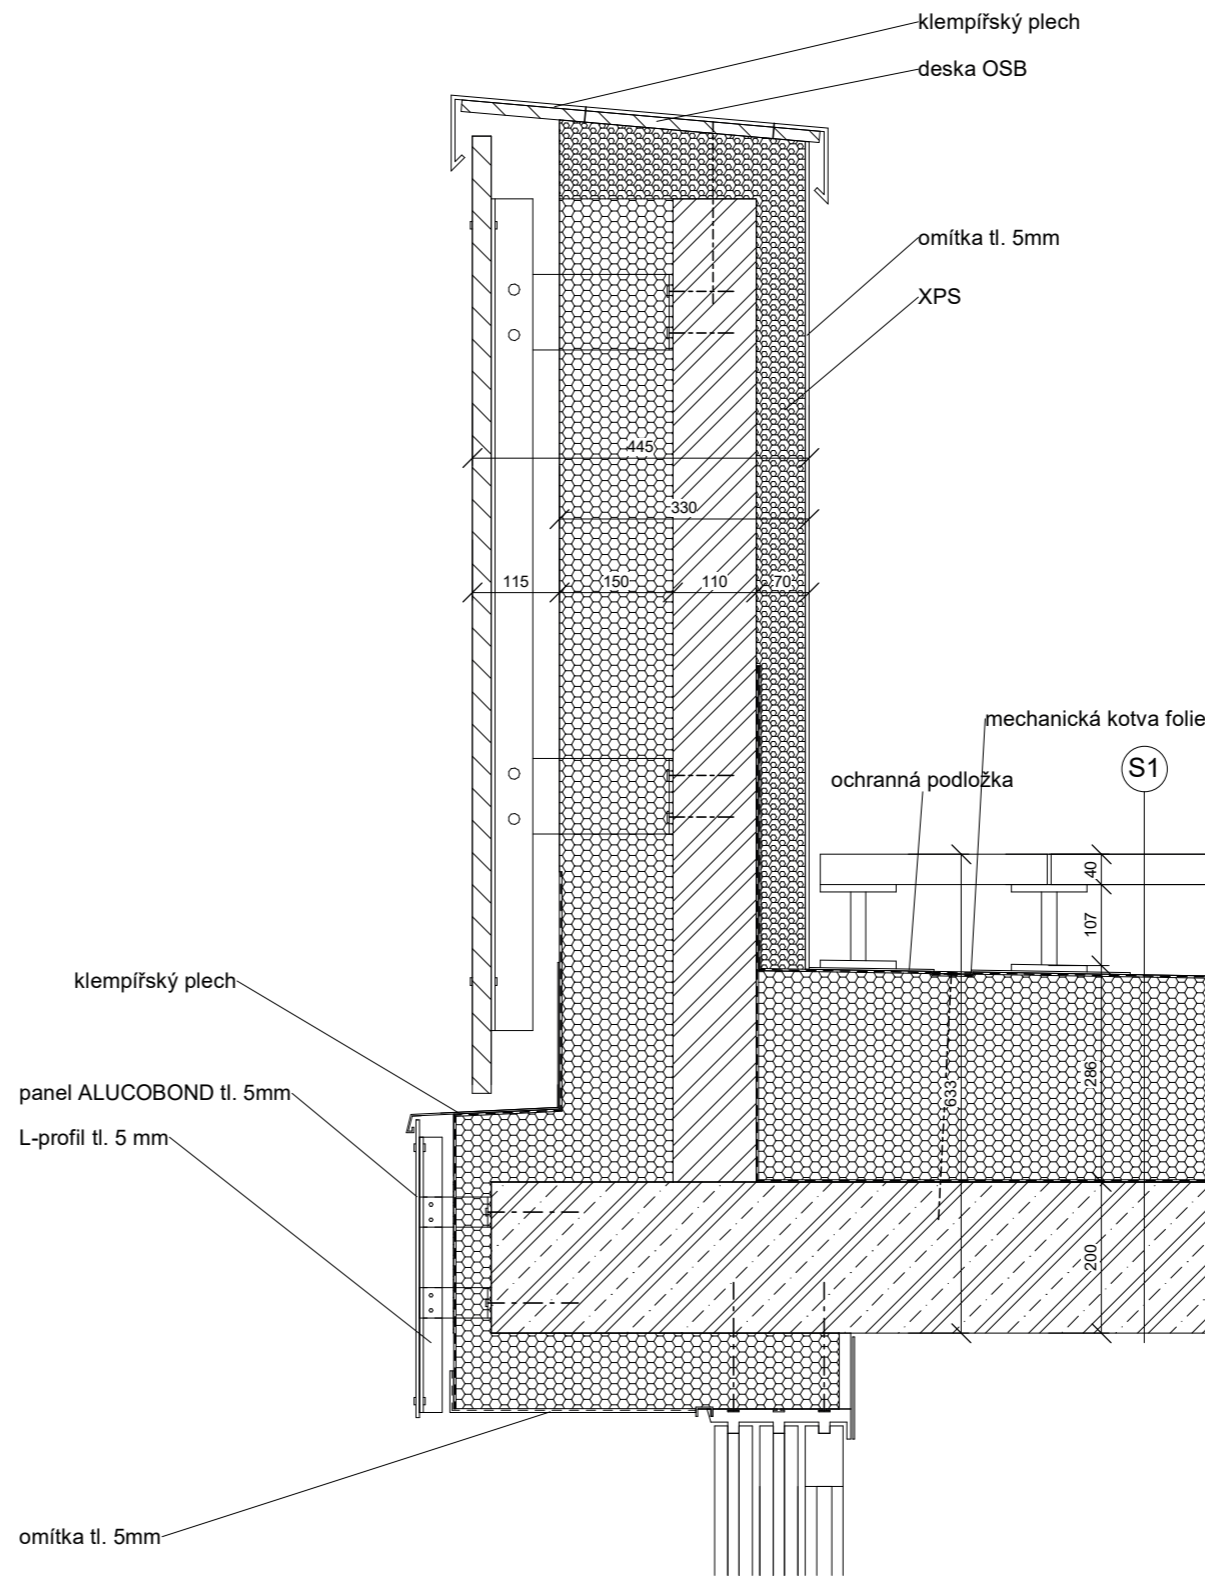 klempířský plech
deska OSB
omítka tl. 5mm
XPS
445
330
115
150
110
70
mechanická kotva folie
S1
ochranná podložka
40
107
klempířský plech
286
633
panel ALUCOBOND tl. 5mm
L-profil tl. 5 mm
200
omítka tl. 5mm